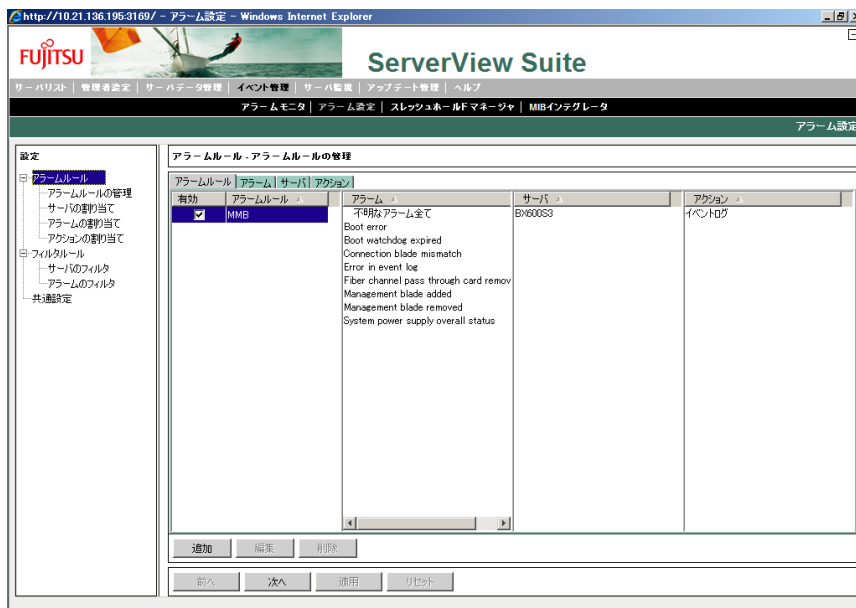 http://10.21.136.195:3169/ - アラーム設定 - Windows Internet Explorer
FUJITSU
ServerView Suite
サーバリスト | 管理者設定 | サーバデータ管理 | イベント管理 | サーバ監視 | アップデート管理 | ヘルプ
アラームモニタ | アラーム設定 | スレッシュホールドマネージャ | MIBインテグレータ
アラーム設定
設定
アラームルール
アラームルールの管理
サーバの割り当て
アラームの割り当て
アクションの割り当て
フィルタルール
サーバのフィルタ
アラームのフィルタ
共通設定
アラームルール - アラームルールの管理
アラームルール アラーム サーバ アクション
有効 アラームルール アラーム サーバ アクション
MMB 不明なアラーム全て BX600S3 イベントログ
Boot error
Boot watchdog expired
Connection blade mismatch
Error in event log
Fiber channel pass through card remov
Management blade added
Management blade removed
System power supply overall status
追加 編集 削除
前へ 次へ 適用 リセット